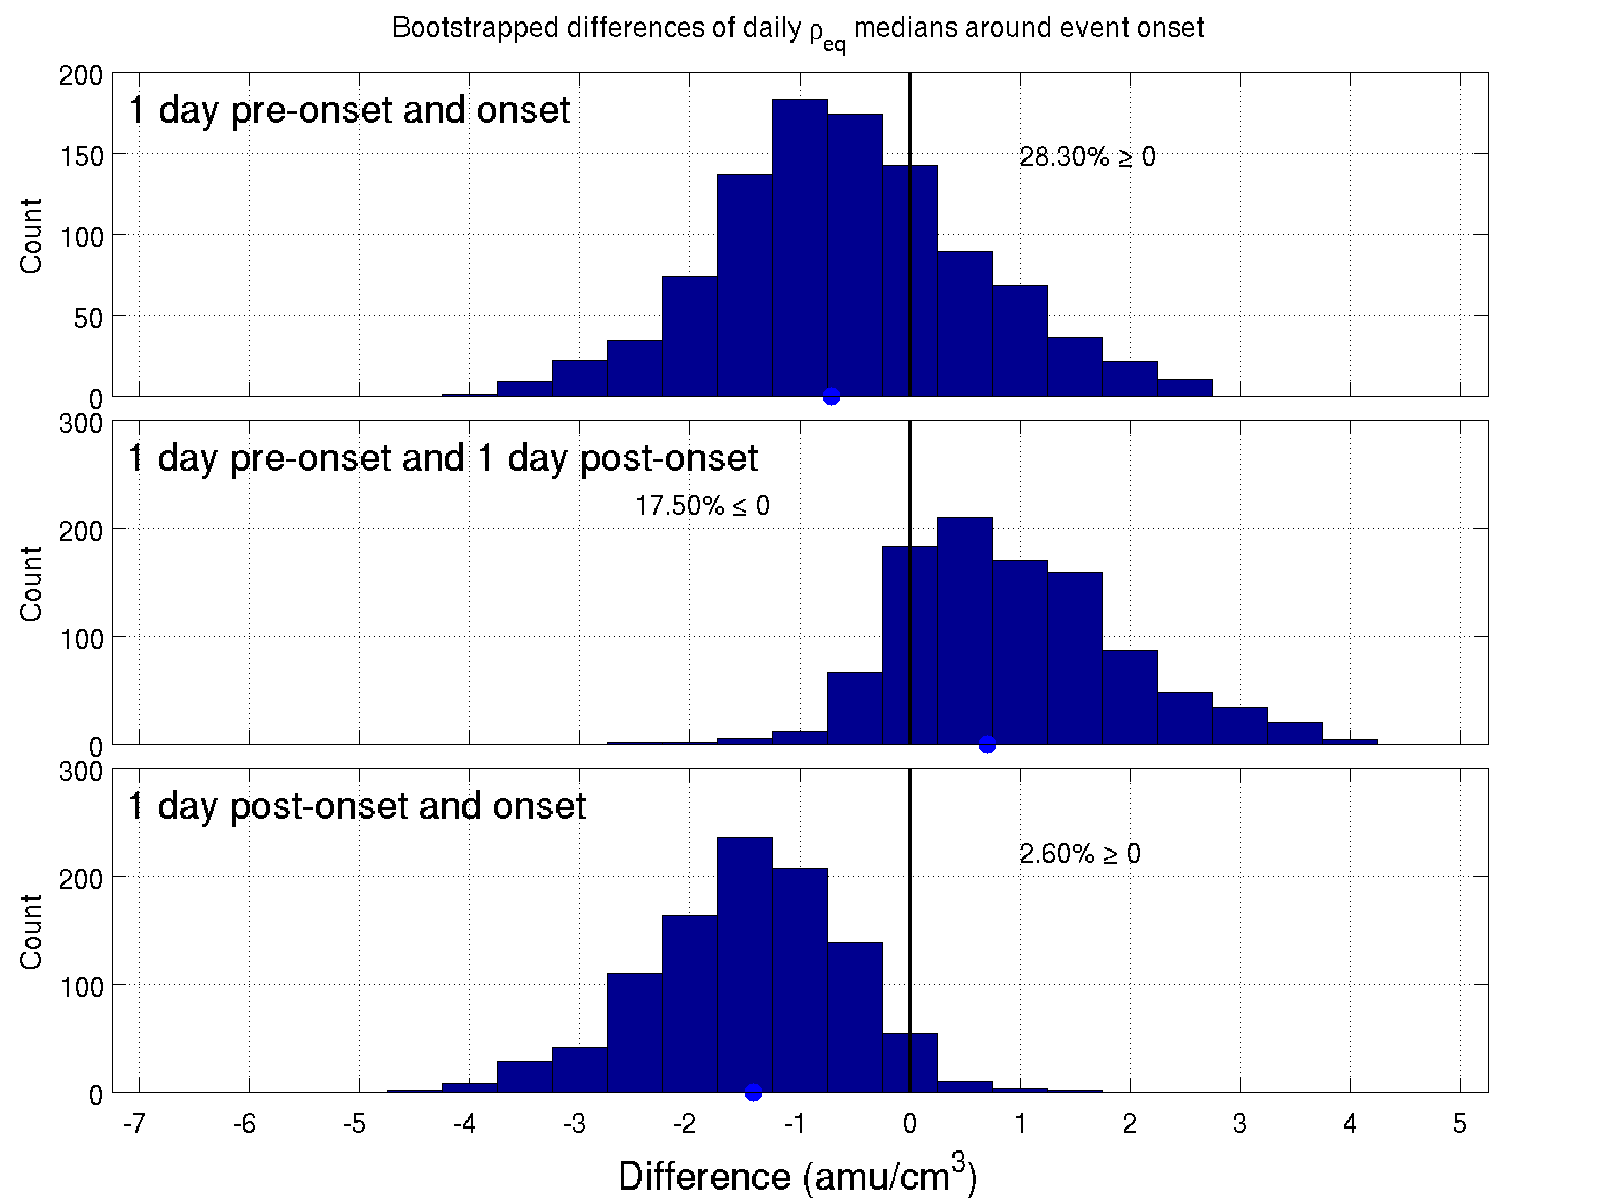 Bootstrapped differences of daily ρeq medians around event onset
200
150
100
50
0
Count
1 day pre-onset and onset
28.30% ≥ 0
300
200
100
0
Count
1 day pre-onset and 1 day post-onset
17.50% ≤ 0
300
200
100
0
Count
1 day post-onset and onset
2.60% ≥ 0
-7 -6 -5 -4 -3 -2 -1 0 1 2 3 4 5
Difference (amu/cm³)